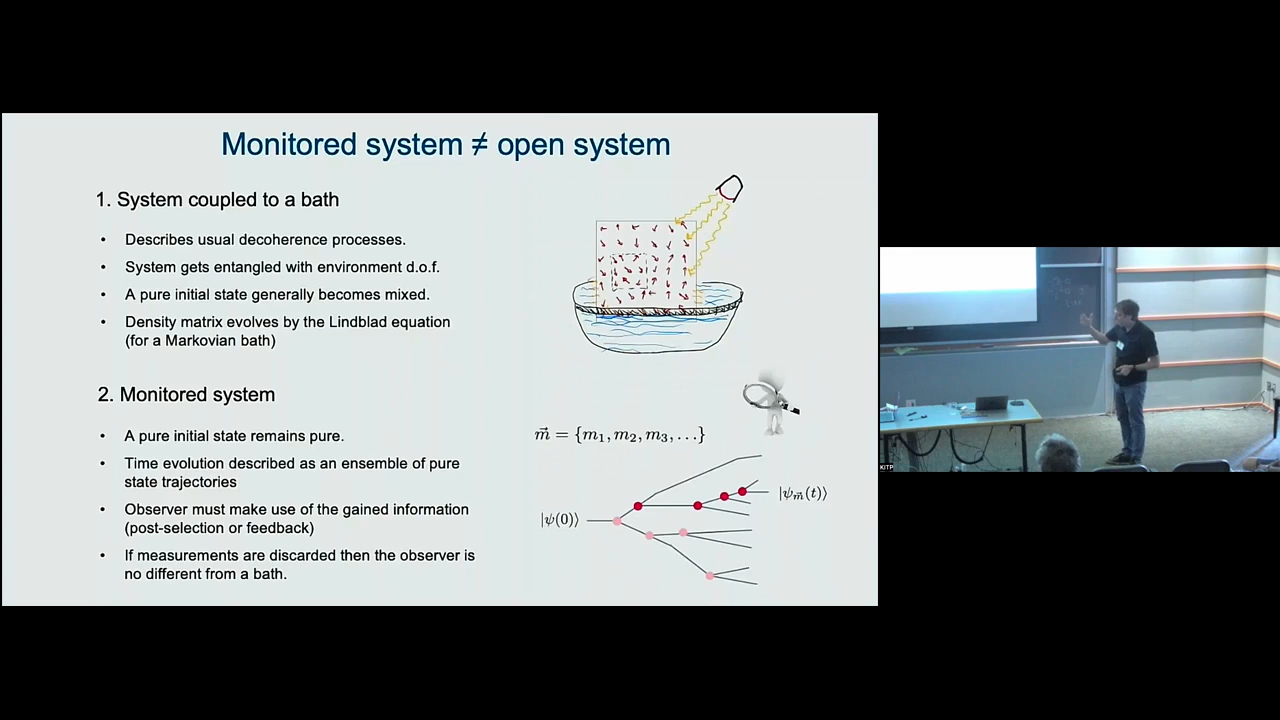 Monitored system ≠ open system
1. System coupled to a bath
• Describes usual decoherence processes.
• System gets entangled with environment d.o.f.
• A pure initial state generally becomes mixed.
• Density matrix evolves by the Lindblad equation
(for a Markovian bath)
2. Monitored system
• A pure initial state remains pure.
• Time evolution described as an ensemble of pure
state trajectories
• Observer must make use of the gained information
(post-selection or feedback)
• If measurements are discarded then the observer is
no different from a bath.
m⃗ = {m₁, m₂, m₃, …}
|ψ(0)⟩
|ψ_m⃗(t)⟩
KITP